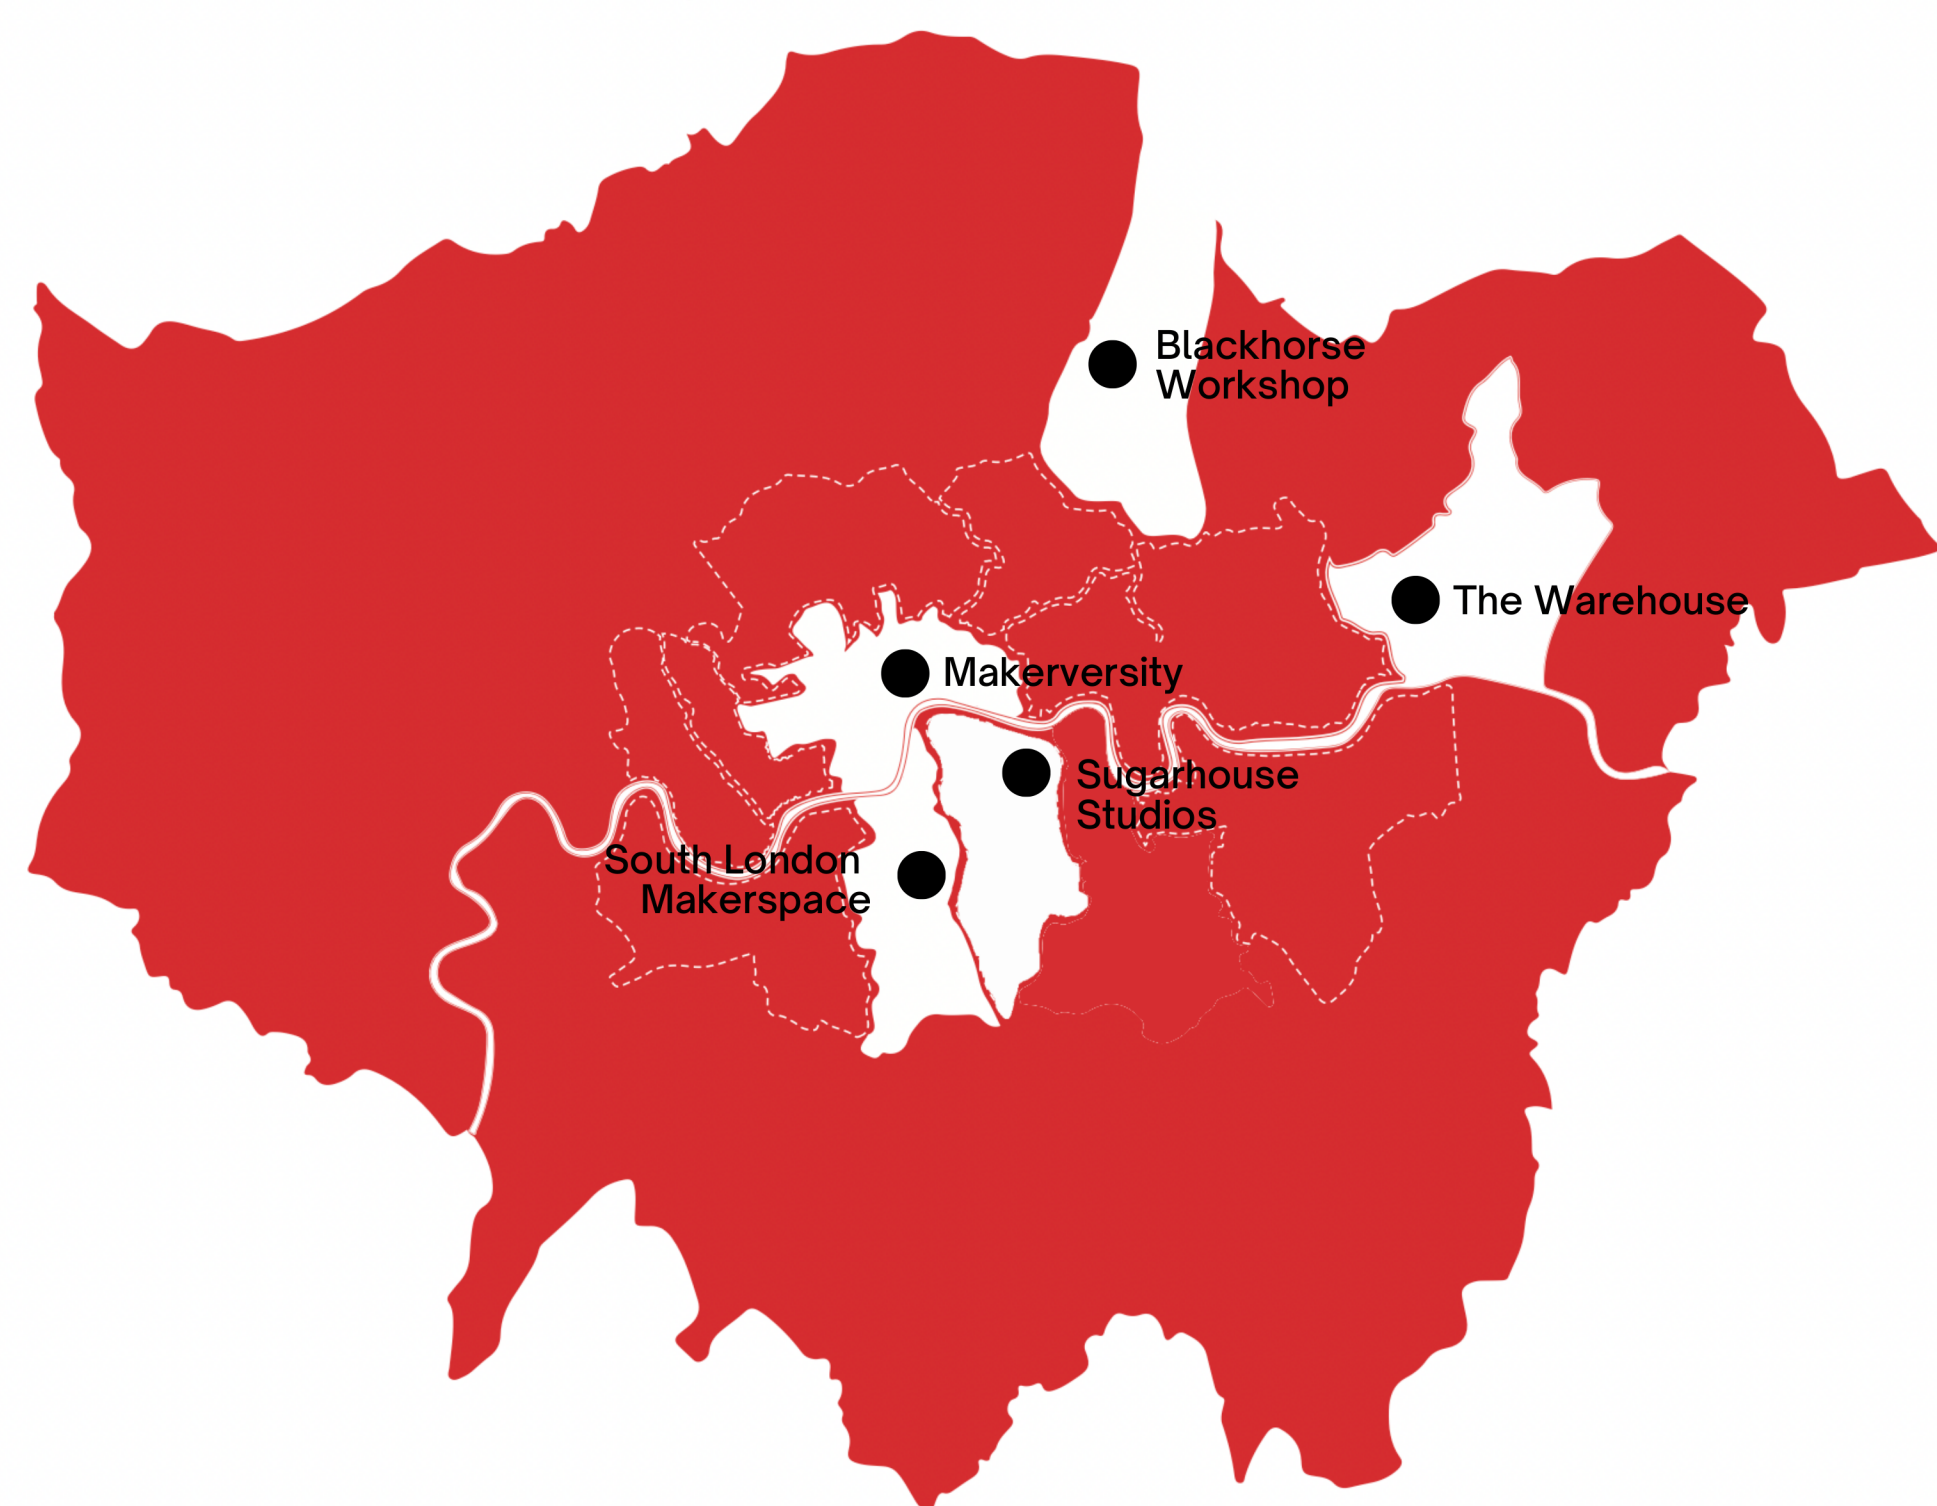 Blackhorse
Workshop
The Warehouse
Makerversity
Sugarhouse
Studios
South London
Makerspace